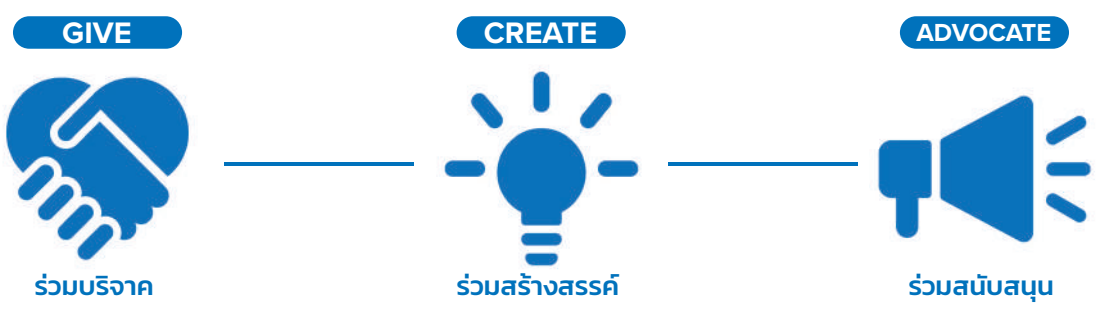 GIVE
CREATE
ADVOCATE
ร่วมบริจาค
ร่วมสร้างสรรค์
ร่วมสนับสนุน